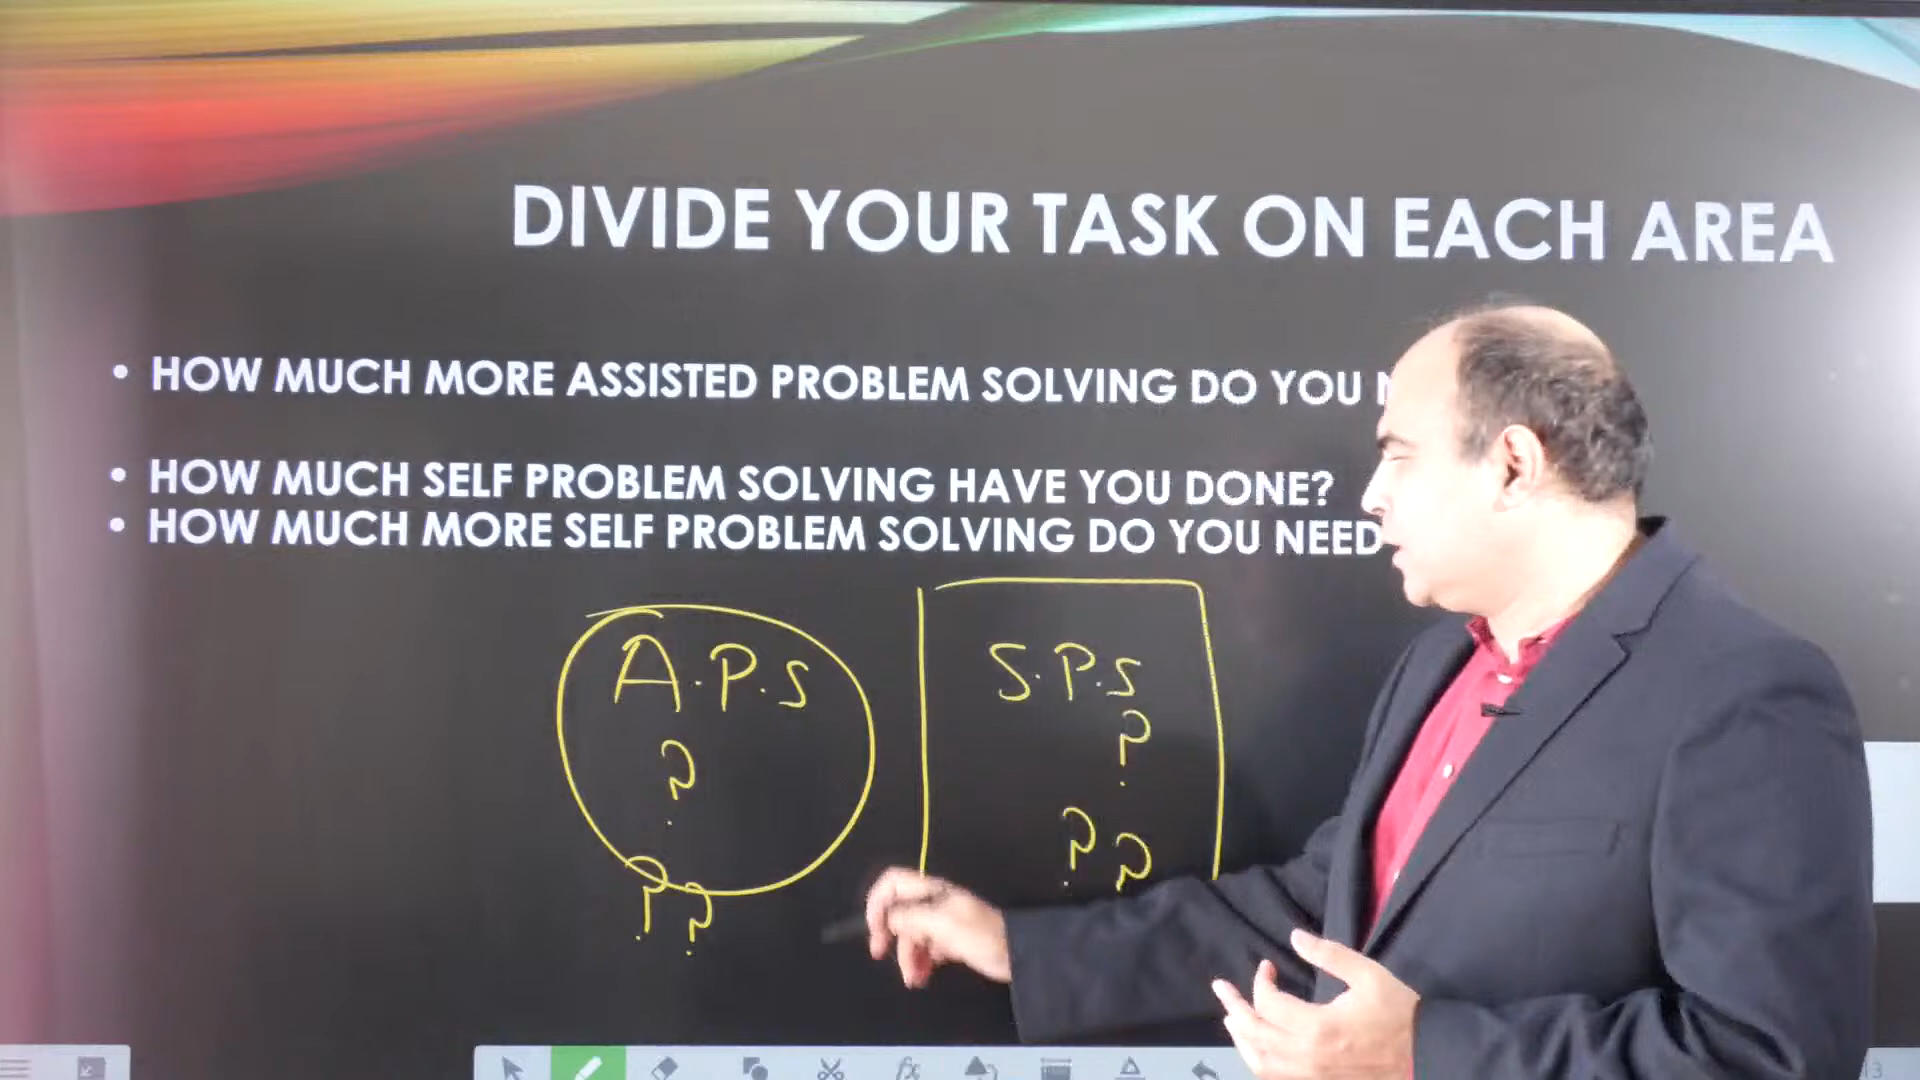 DIVIDE YOUR TASK ON EACH AREA
• HOW MUCH MORE ASSISTED PROBLEM SOLVING DO YOU
• HOW MUCH SELF PROBLEM SOLVING HAVE YOU DONE?
• HOW MUCH MORE SELF PROBLEM SOLVING DO YOU NEED
A.P.S
?
? ?
S.P.S
?
? ?
13